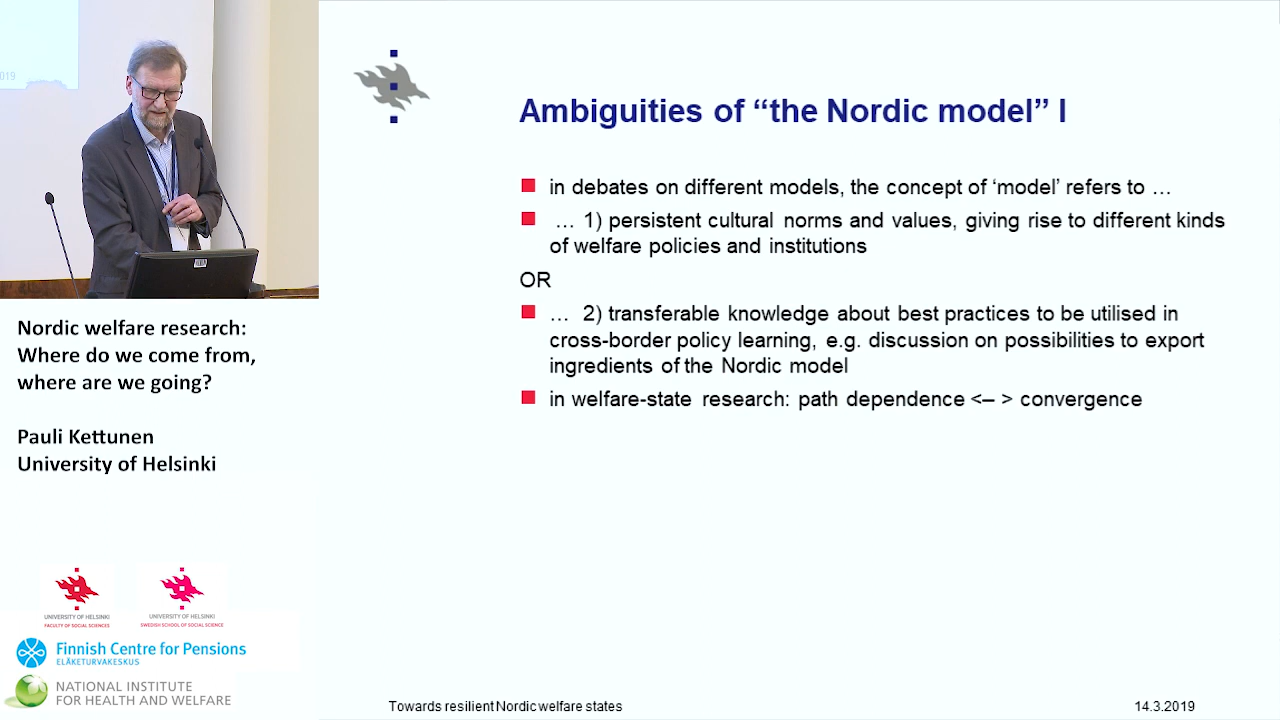 019
Ambiguities of “the Nordic model” I
in debates on different models, the concept of ‘model’ refers to …
… 1) persistent cultural norms and values, giving rise to different kinds
of welfare policies and institutions
OR
… 2) transferable knowledge about best practices to be utilised in
cross-border policy learning, e.g. discussion on possibilities to export
ingredients of the Nordic model
in welfare-state research: path dependence <– > convergence
Nordic welfare research:
Where do we come from,
where are we going?
Pauli Kettunen
University of Helsinki
UNIVERSITY OF HELSINKI
FACULTY OF SOCIAL SCIENCES
UNIVERSITY OF HELSINKI
SWEDISH SCHOOL OF SOCIAL SCIENCE
Finnish Centre for Pensions
ELÄKETURVAKESKUS
NATIONAL INSTITUTE
FOR HEALTH AND WELFARE
Towards resilient Nordic welfare states
14.3.2019